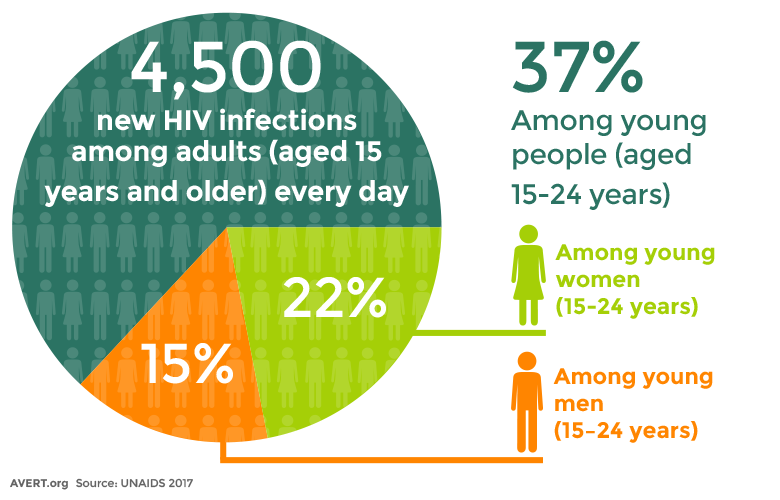 4,500
new HIV infections
among adults (aged 15
years and older) every day
37%
Among young
people (aged
15-24 years)
22%
Among young
women
(15-24 years)
15%
Among young
men
(15–24 years)
AVERT.org Source: UNAIDS 2017